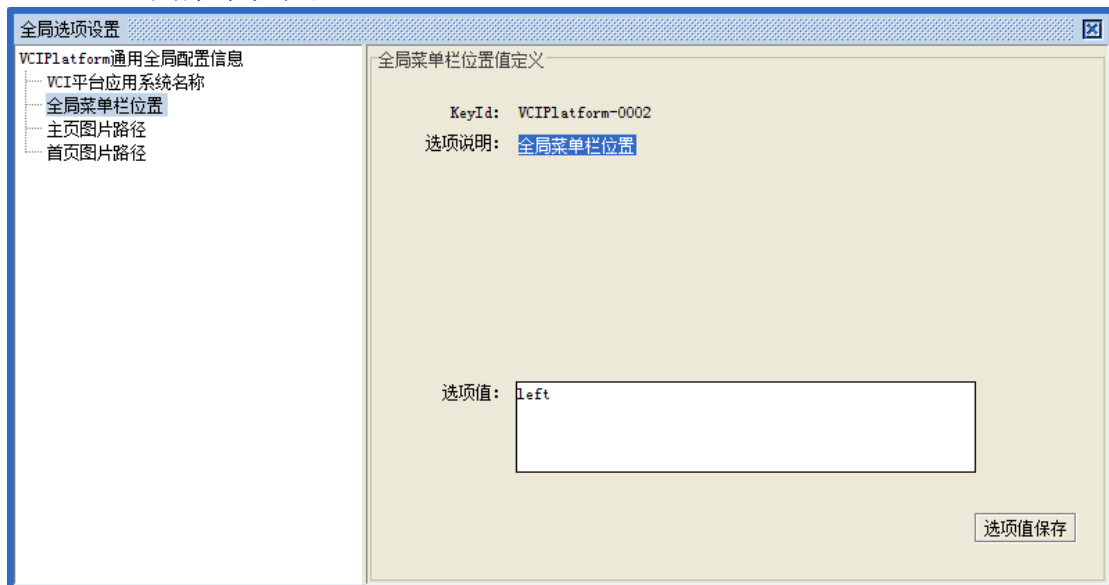 全局选项设置
VCIPlatform通用全局配置信息
VCI平台应用系统名称
全局菜单栏位置
主页图片路径
首页图片路径
全局菜单栏位置值定义
KeyId: VCIPlatform-0002
选项说明: 全局菜单栏位置
选项值: left
选项值保存